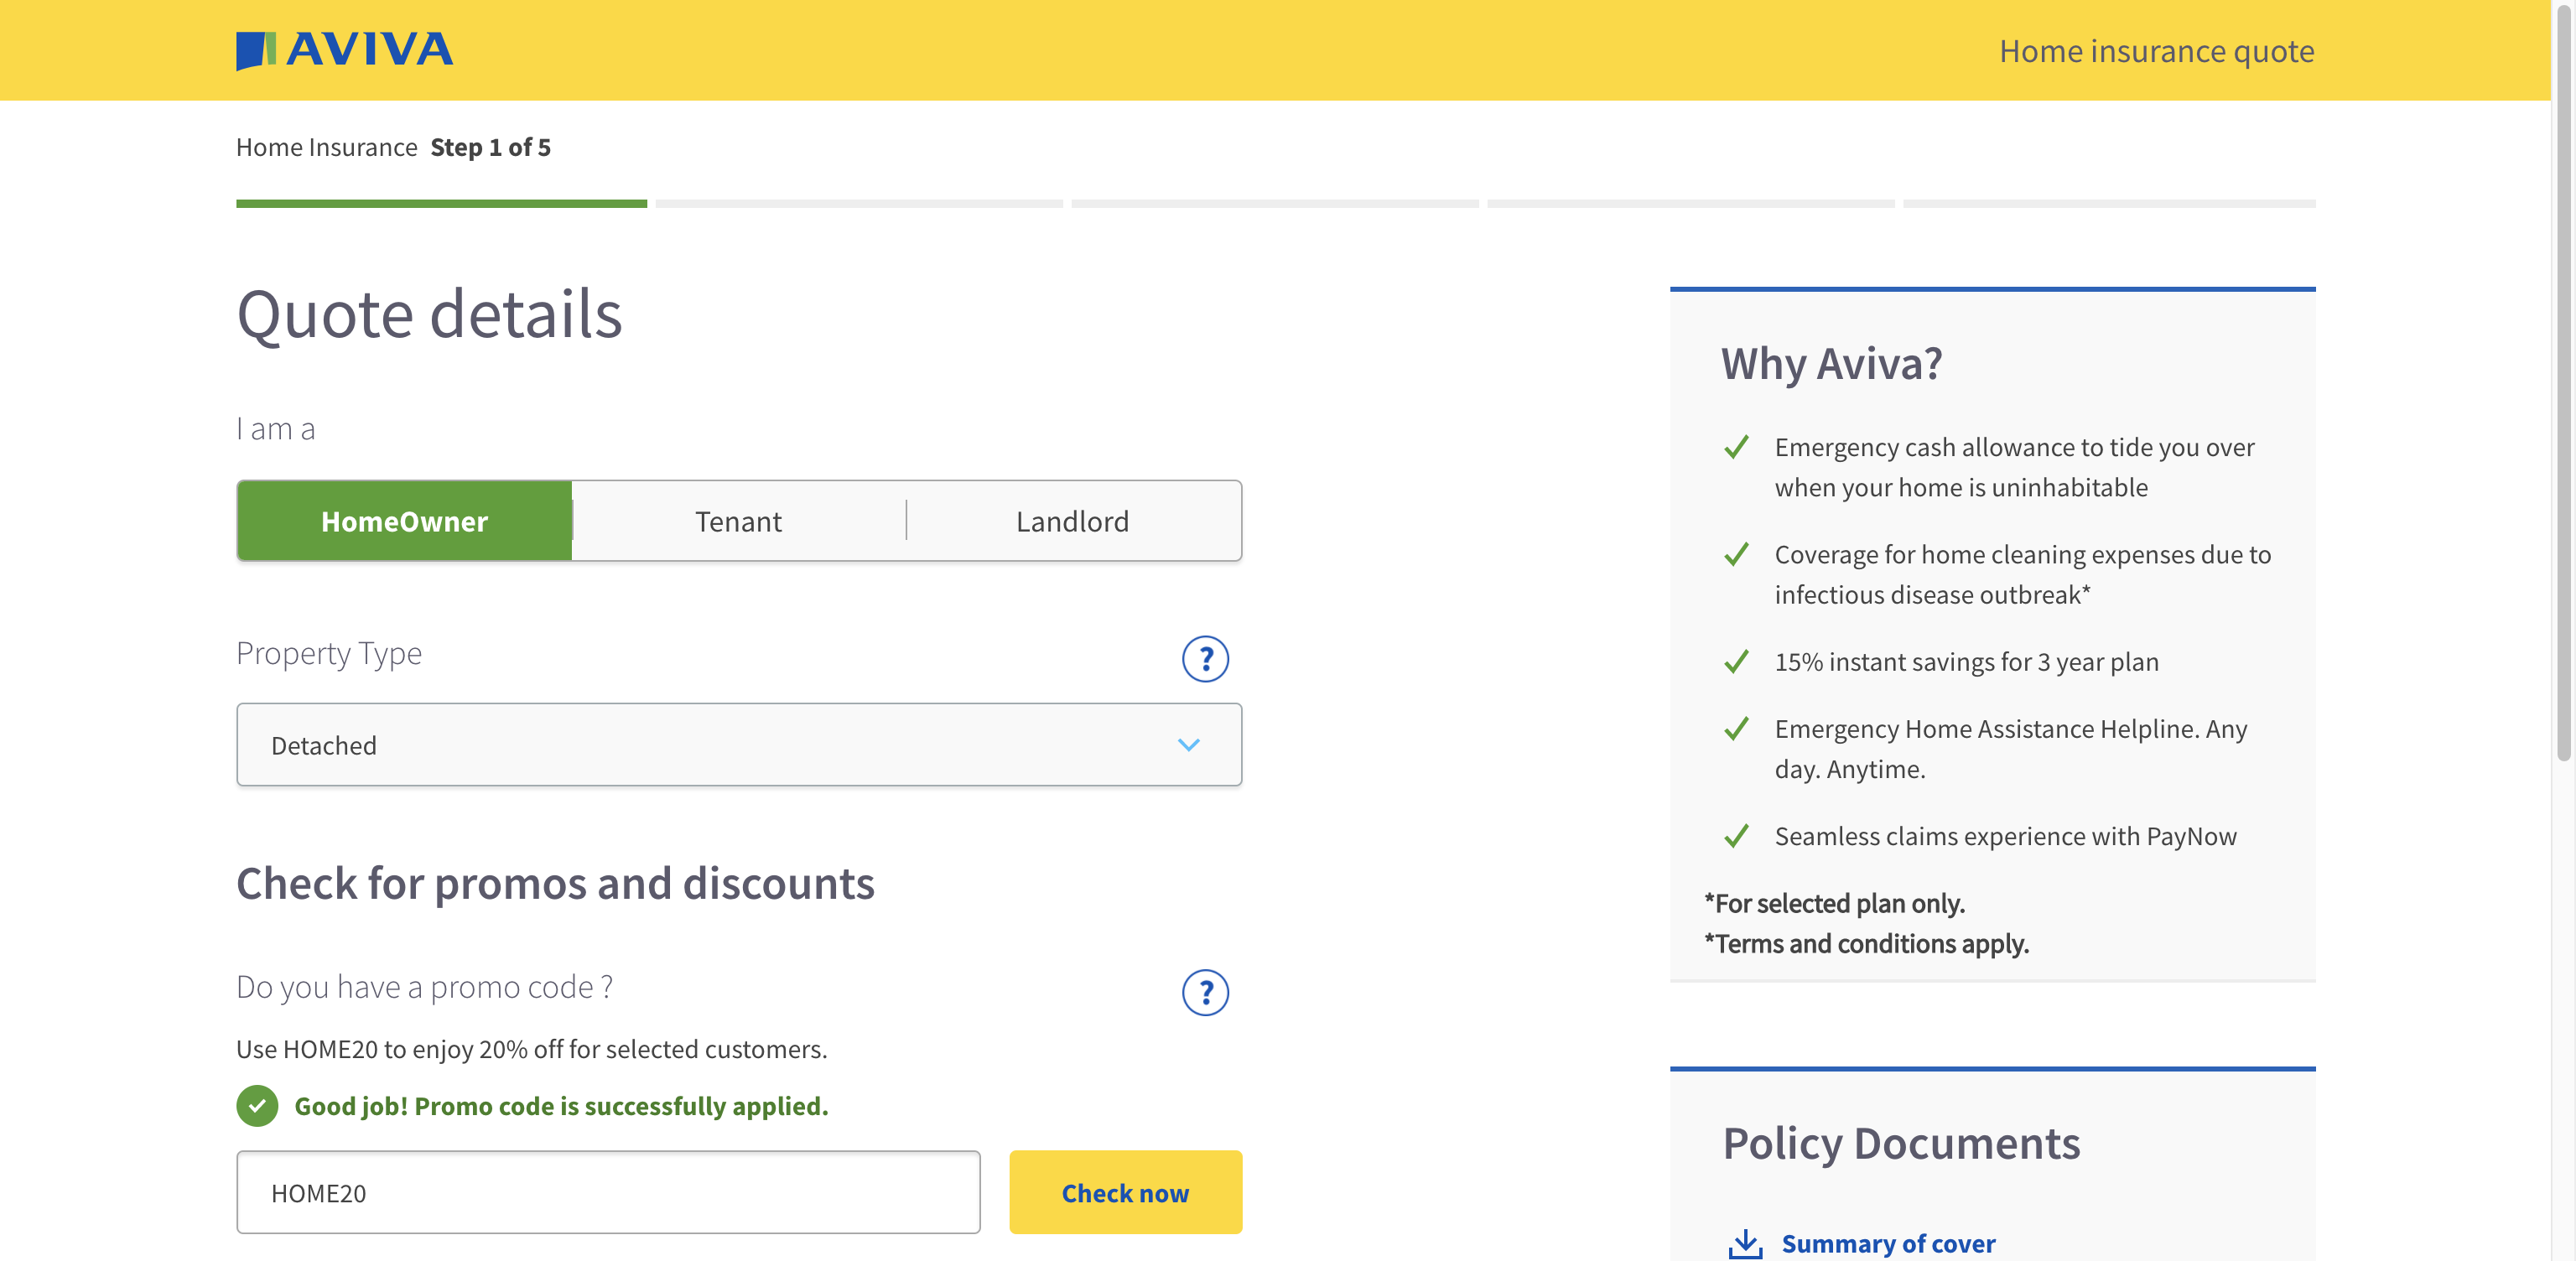 AVIVA
Home insurance quote
Home Insurance Step 1 of 5
Quote details
I am a
HomeOwner
Tenant
Landlord
Property Type
?
Detached
Check for promos and discounts
Do you have a promo code ?
?
Use HOME20 to enjoy 20% off for selected customers.
Good job! Promo code is successfully applied.
HOME20
Check now
Why Aviva?
Emergency cash allowance to tide you over
when your home is uninhabitable
Coverage for home cleaning expenses due to
infectious disease outbreak*
15% instant savings for 3 year plan
Emergency Home Assistance Helpline. Any
day. Anytime.
Seamless claims experience with PayNow
*For selected plan only.
*Terms and conditions apply.
Policy Documents
Summary of cover